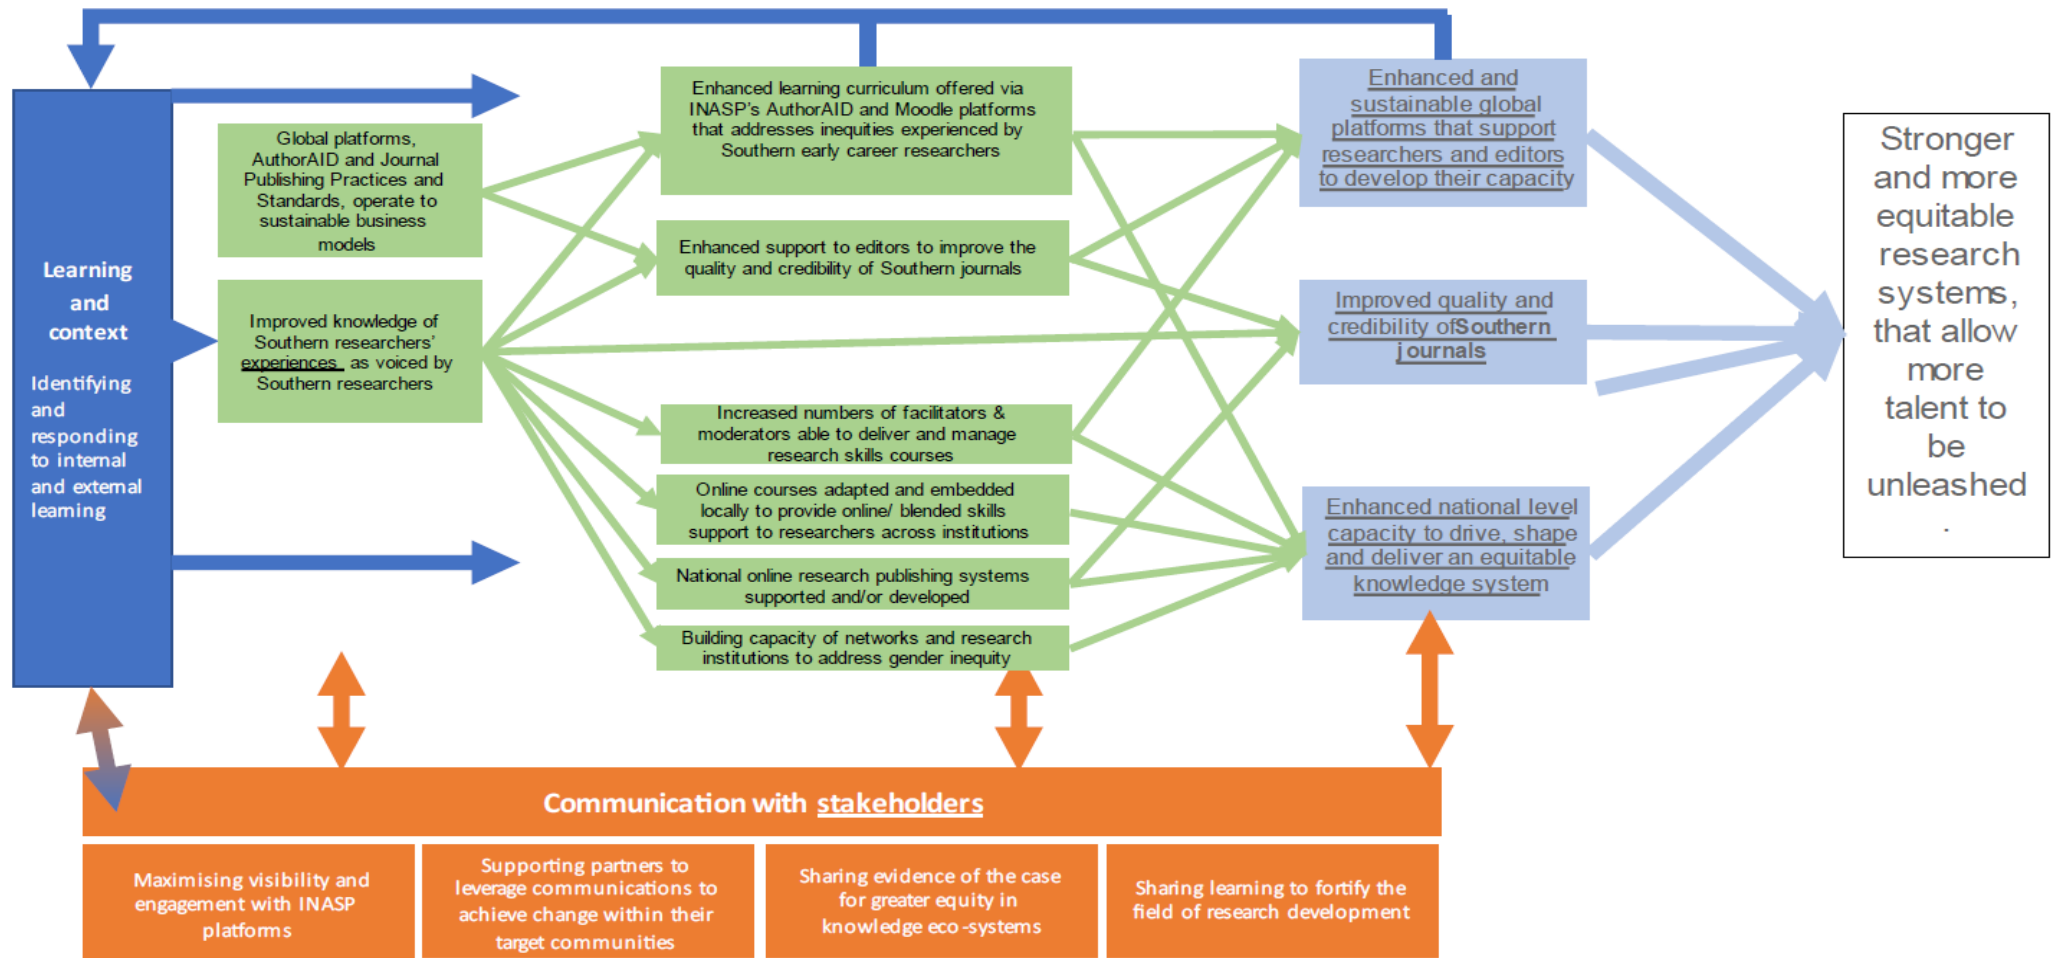 Learning
and
context
Identifying
and
responding
to internal
and external
learning
Global platforms,
AuthorAID and Journal
Publishing Practices and
Standards, operate to
sustainable business
models
Improved knowledge of
Southern researchers'
experiences as voiced by
Southern researchers
Enhanced learning curriculum offered via
INASP's AuthorAID and Moodle platforms
that addresses inequities experienced by
Southern early career researchers
Enhanced support to editors to improve the
quality and credibility of Southern journals
Increased numbers of facilitators &
moderators able to deliver and manage
research skills courses
Online courses adapted and embedded
locally to provide online/ blended skills
support to researchers across institutions
National online research publishing systems
supported and/or developed
Building capacity of networks and research
institutions to address gender inequity
Enhanced and
sustainable global
platforms that support
researchers and editors
to develop their capacity
Improved quality and
credibility ofSouthern
journals
Enhanced national level
capacity to drive, shape
and deliver an equitable
knowledge system
Stronger
and more
equitable
research
systems,
that allow
more
talent to
be
unleashed
.
Communication with stakeholders
Maximising visibility and
engagement with INASP
platforms
Supporting partners to
leverage communications to
achieve change within their
target communities
Sharing evidence of the case
for greater equity in
knowledge eco-systems
Sharing learning to fortify the
field of research development